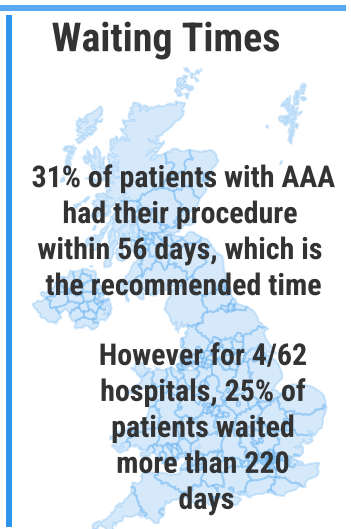 Waiting Times
31% of patients with AAA
had their procedure
within 56 days, which is
the recommended time
However for 4/62
hospitals, 25% of
patients waited
more than 220
days